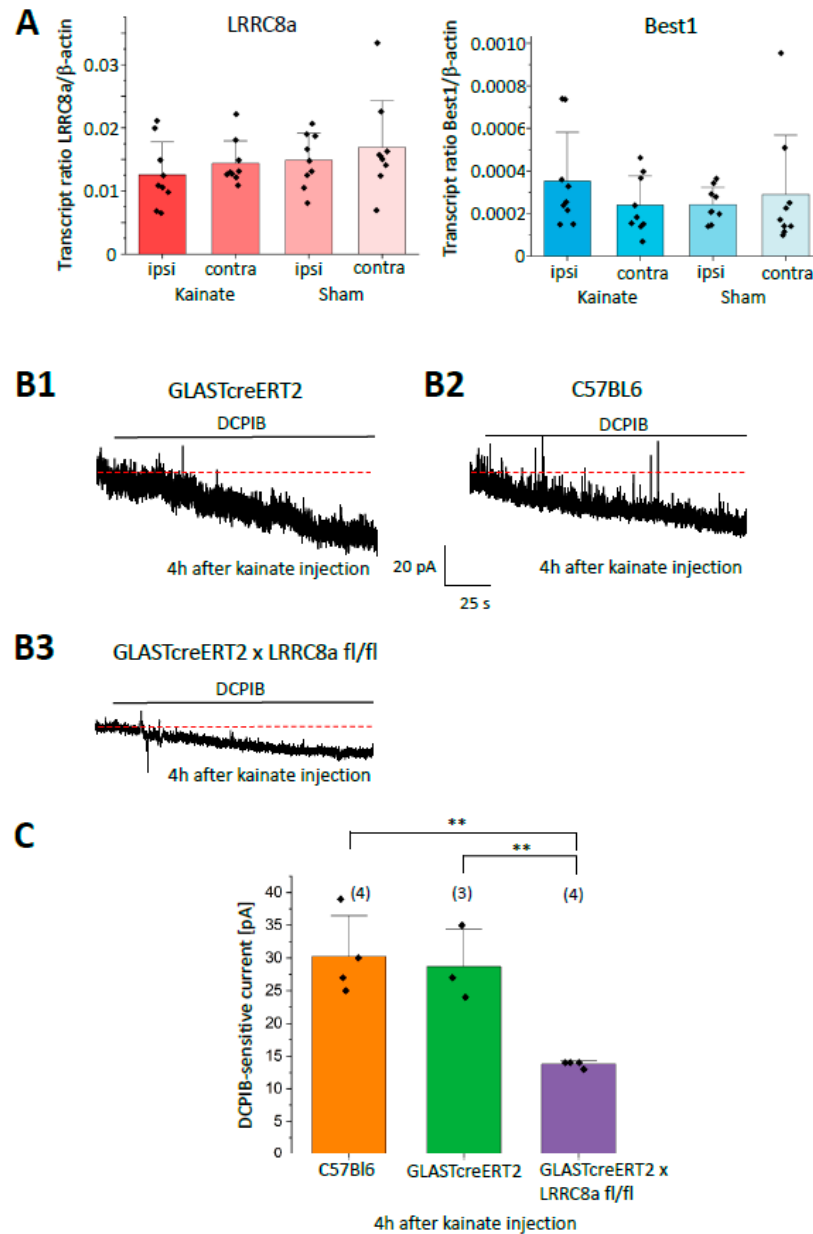 A
LRRC8a
Transcript ratio LRRC8a/β-actin
0.03
0.02
0.01
0
ipsi contra ipsi contra
Kainate Sham
Best1
Transcript ratio Best1/β-actin
0.0010
0.0008
0.0006
0.0004
0.0002
0
ipsi contra ipsi contra
Kainate Sham
B1
GLASTcreERT2
DCPIB
4h after kainate injection
20 pA
25 s
B2
C57BL6
DCPIB
4h after kainate injection
B3
GLASTcreERT2 x LRRC8a fl/fl
DCPIB
4h after kainate injection
C
**
**
(4) (3) (4)
DCPIB-sensitive current [pA]
40
35
30
25
20
15
10
5
0
C57Bl6 GLASTcreERT2 GLASTcreERT2 x
LRRC8a fl/fl
4h after kainate injection